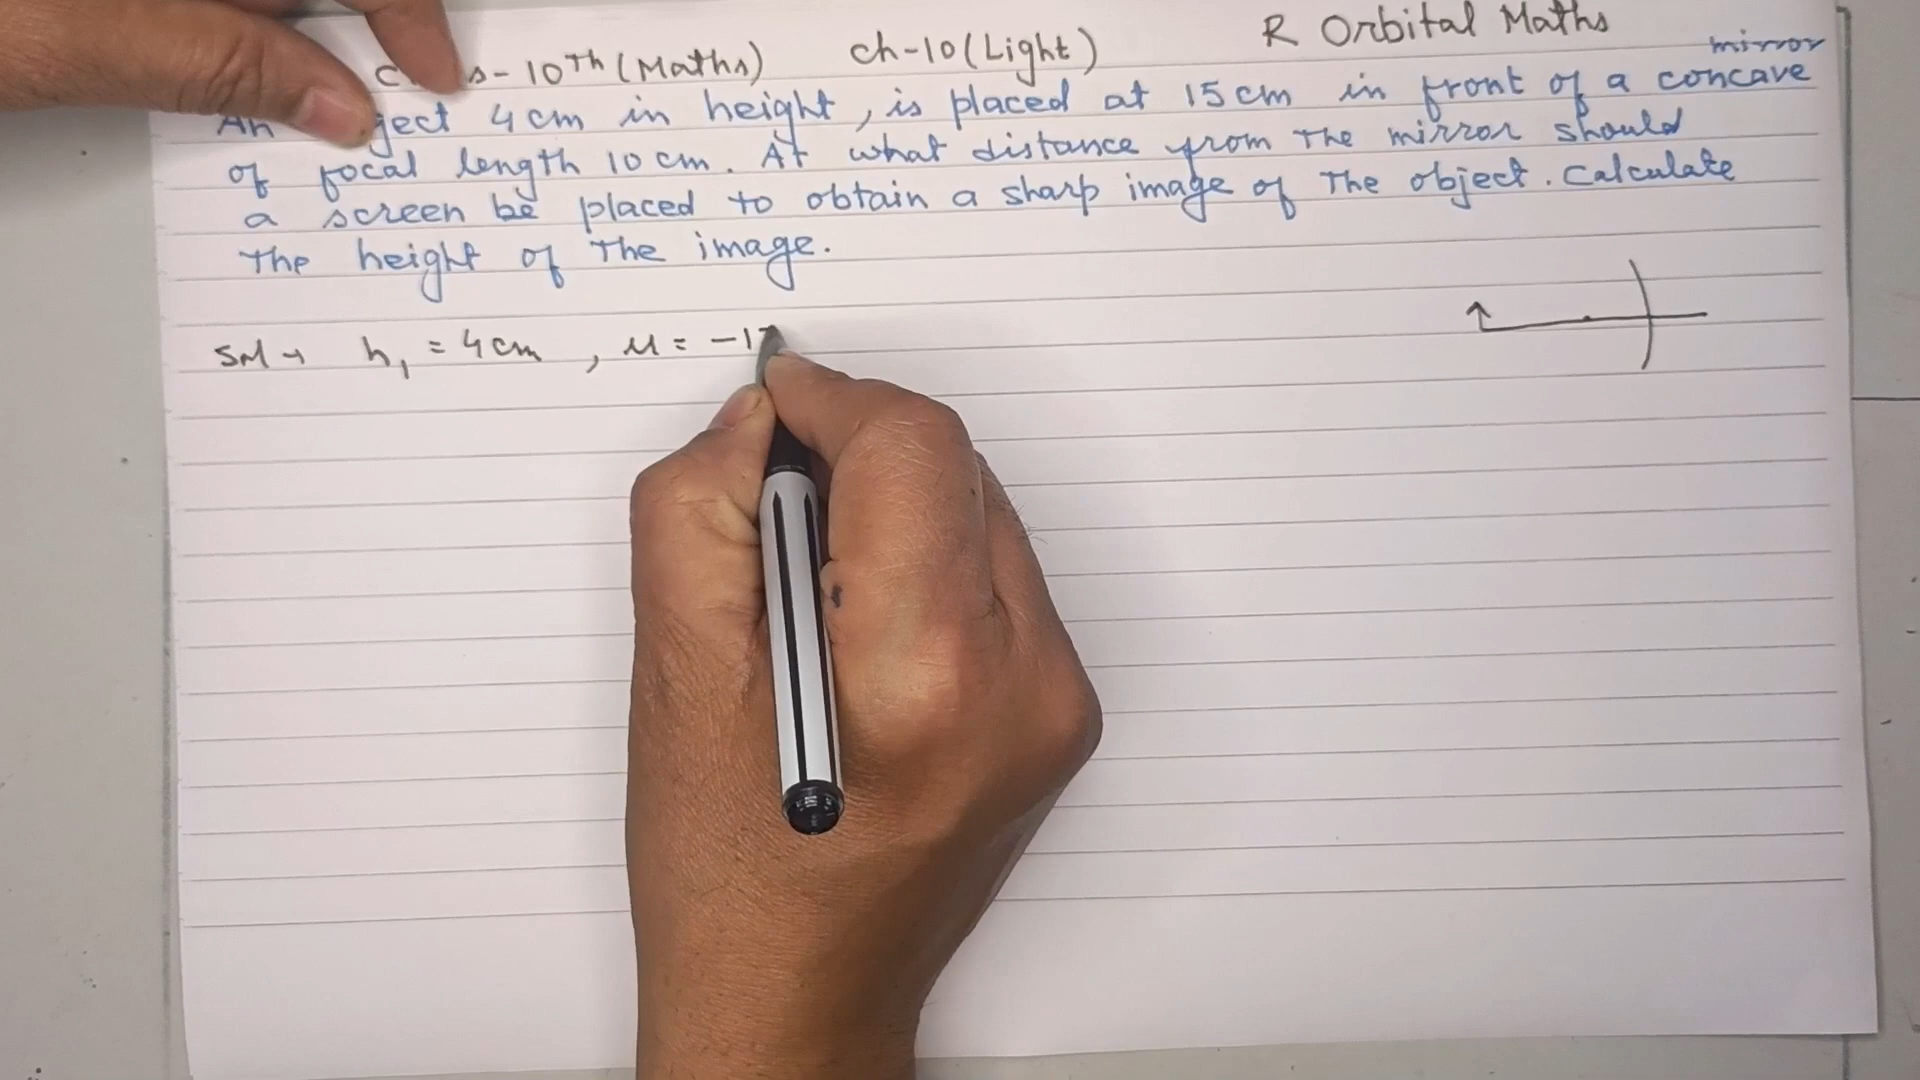 10TH (Maths) Ch-10 (Light) R Orbital Maths
mirror
An 4 cm in height, is placed at 15 cm in front of a concave
of focal length 10 cm. At what distance from The mirror should
a screen be placed to obtain a sharp image of The object. Calculate
The height of The image.
h₁ = 4 cm , u = -1